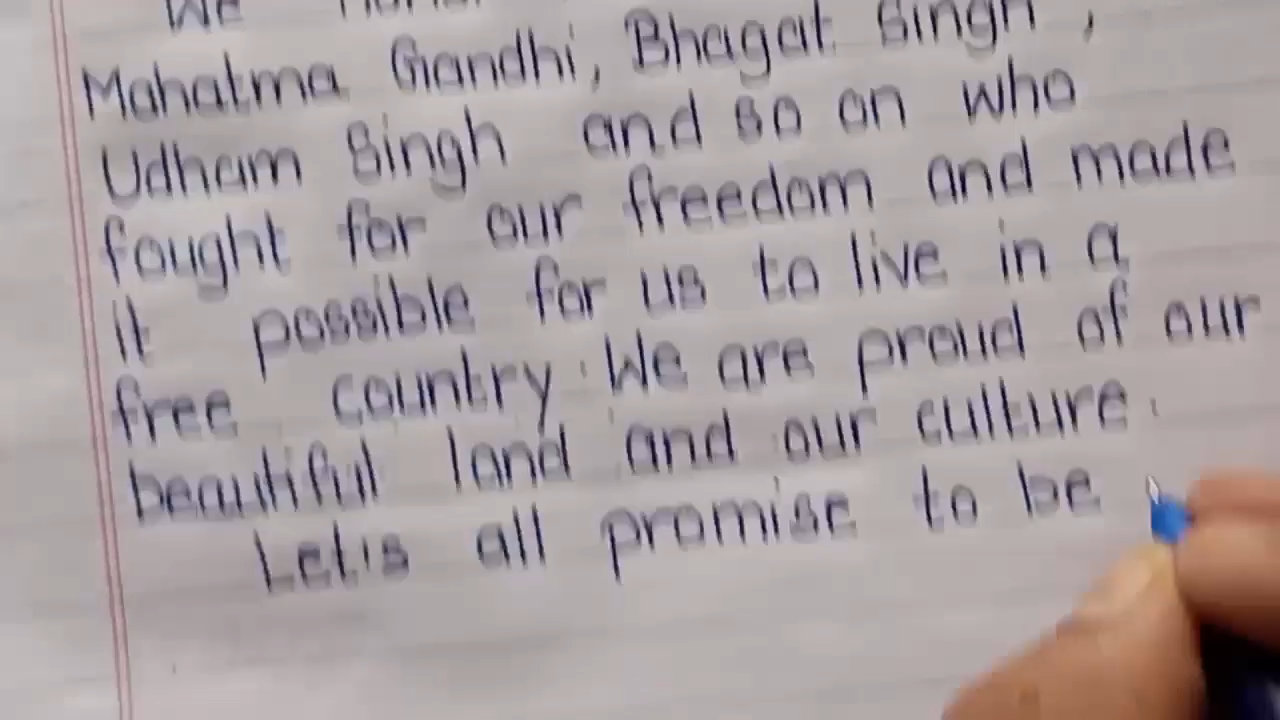 We
Mahatma Gandhi, Bhagat Singh,
Udham Singh and so on who
fought for our freedom and made
it possible for us to live in a
free country. We are proud of our
beautiful land and our culture.
Let's all promise to be